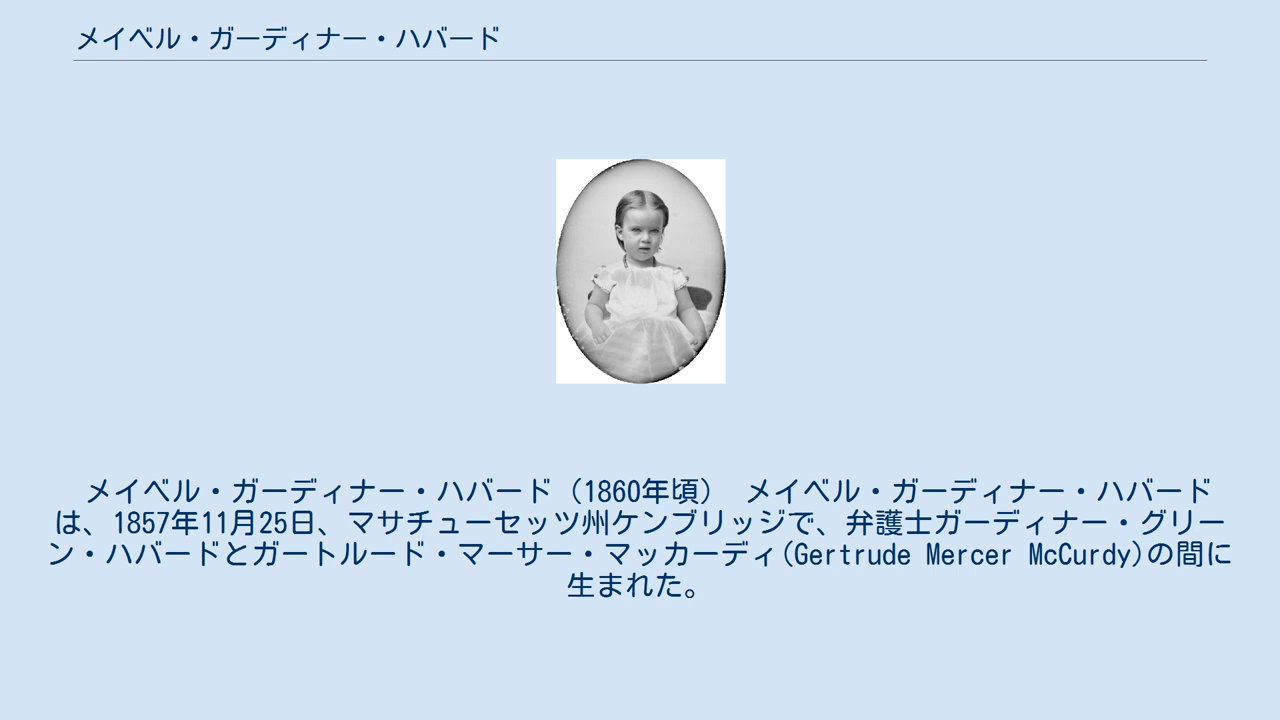 メイベル・ガーディナー・ハバード
メイベル・ガーディナー・ハバード（1860年頃）　メイベル・ガーディナー・ハバード
は、1857年11月25日、マサチューセッツ州ケンブリッジで、弁護士ガーディナー・グリー
ン・ハバードとガートルード・マーサー・マッカーディ(Gertrude Mercer McCurdy)の間に
生まれた。